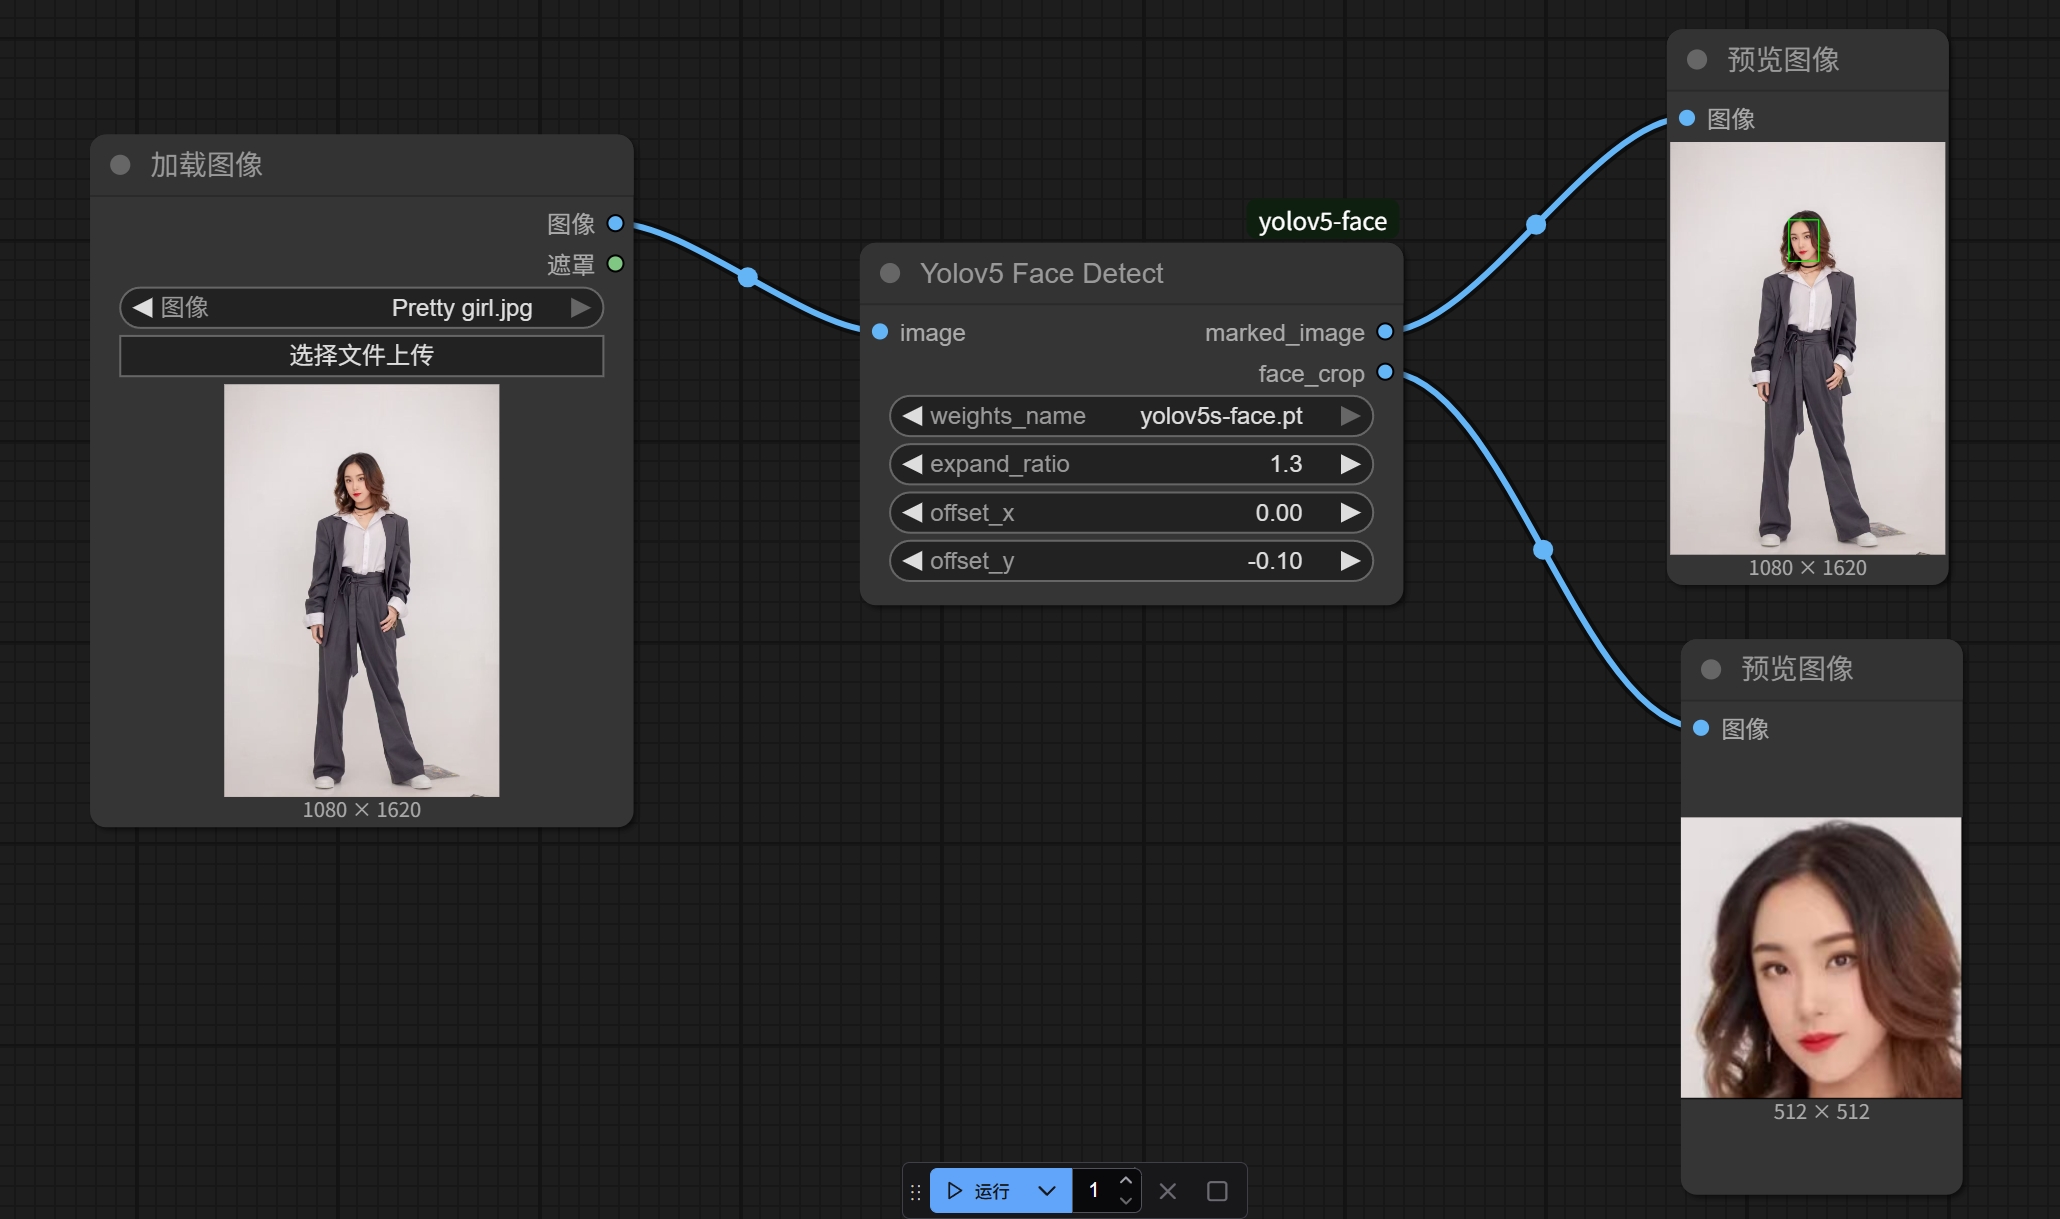 加载图像
图像
遮罩
图像 Pretty girl.jpg
选择文件上传
1080 × 1620
yolov5-face
Yolov5 Face Detect
image marked_image
face_crop
weights_name yolov5s-face.pt
expand_ratio 1.3
offset_x 0.00
offset_y -0.10
预览图像
图像
1080 × 1620
预览图像
图像
512 × 512
运行 1